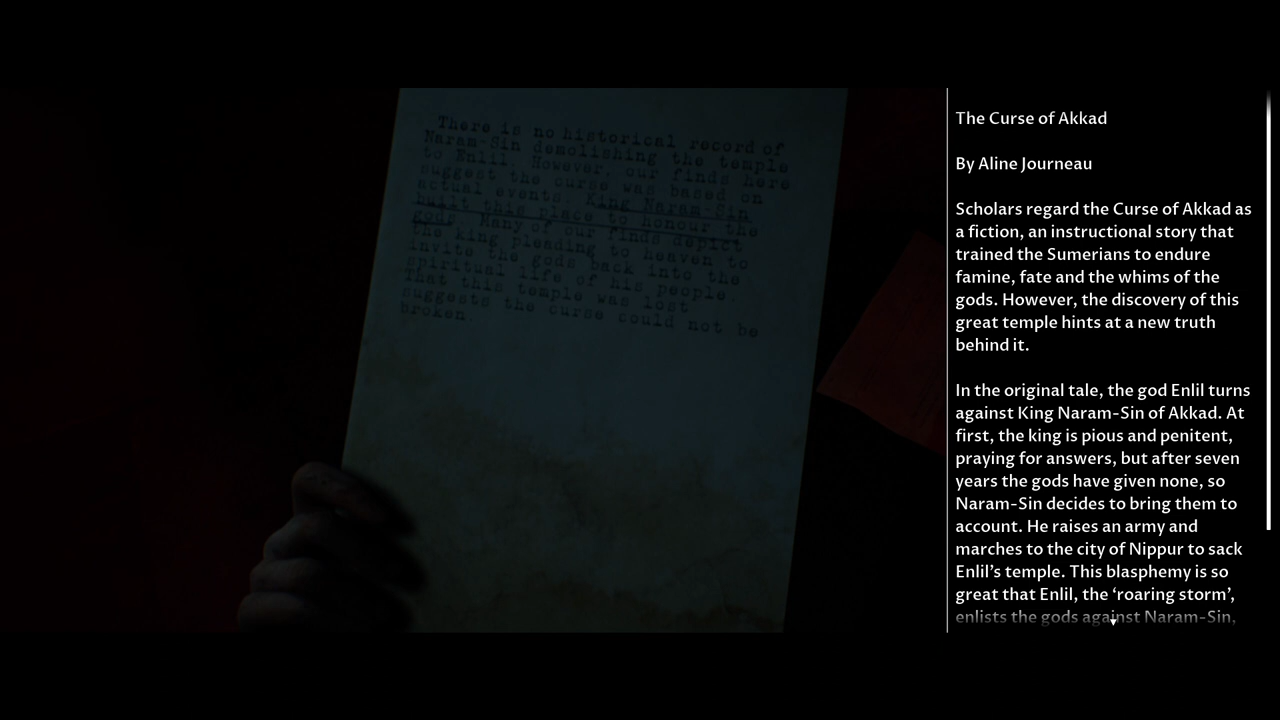 There is no historical record of
Naram-Sin demolishing the temple
to Enlil. However, our finds here
suggest the curse was based on
actual events. King Naram-Sin
built this place to honour the
gods. Many of our finds depict
the king pleading to heaven to
invite the gods back into the
spiritual life of his people.
That this temple was lost
suggests the curse could not be
broken.
The Curse of Akkad
By Aline Journeau
Scholars regard the Curse of Akkad as
a fiction, an instructional story that
trained the Sumerians to endure
famine, fate and the whims of the
gods. However, the discovery of this
great temple hints at a new truth
behind it.
In the original tale, the god Enlil turns
against King Naram-Sin of Akkad. At
first, the king is pious and penitent,
praying for answers, but after seven
years the gods have given none, so
Naram-Sin decides to bring them to
account. He raises an army and
marches to the city of Nippur to sack
Enlil’s temple. This blasphemy is so
great that Enlil, the ‘roaring storm’,
enlists the gods against Naram-Sin,